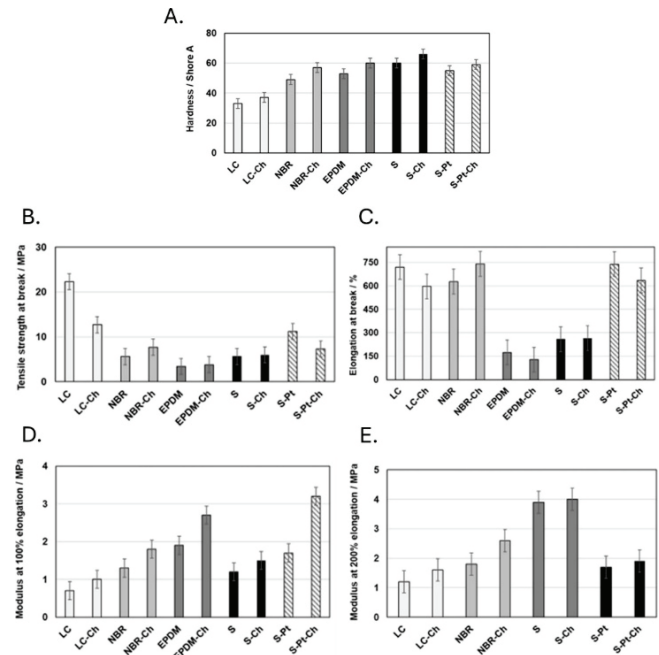 A.
Hardness / Shore A
80
60
40
20
0
LC
LC-Ch
NBR
NBR-Ch
EPDM
EPDM-Ch
S
S-Ch
S-Pt
S-Pt-Ch
B.
Tensile strength at break / MPa
30
20
10
0
LC
LC-Ch
NBR
NBR-Ch
EPDM
EPDM-Ch
S
S-Ch
S-Pt
S-Pt-Ch
C.
Elongation at break / %
750
600
450
300
150
LC
LC-Ch
NBR
NBR-Ch
EPDM
EPDM-Ch
S
S-Ch
S-Pt
S-Pt-Ch
D.
Modulus at 100% elongation / MPa
4
3
2
1
0
LC
LC-Ch
NBR
NBR-Ch
EPDM
EPDM-Ch
S
S-Ch
S-Pt
S-Pt-Ch
E.
Modulus at 200% elongation / MPa
5
4
3
2
1
0
LC
LC-Ch
NBR
NBR-Ch
S
S-Ch
S-Pt
S-Pt-Ch